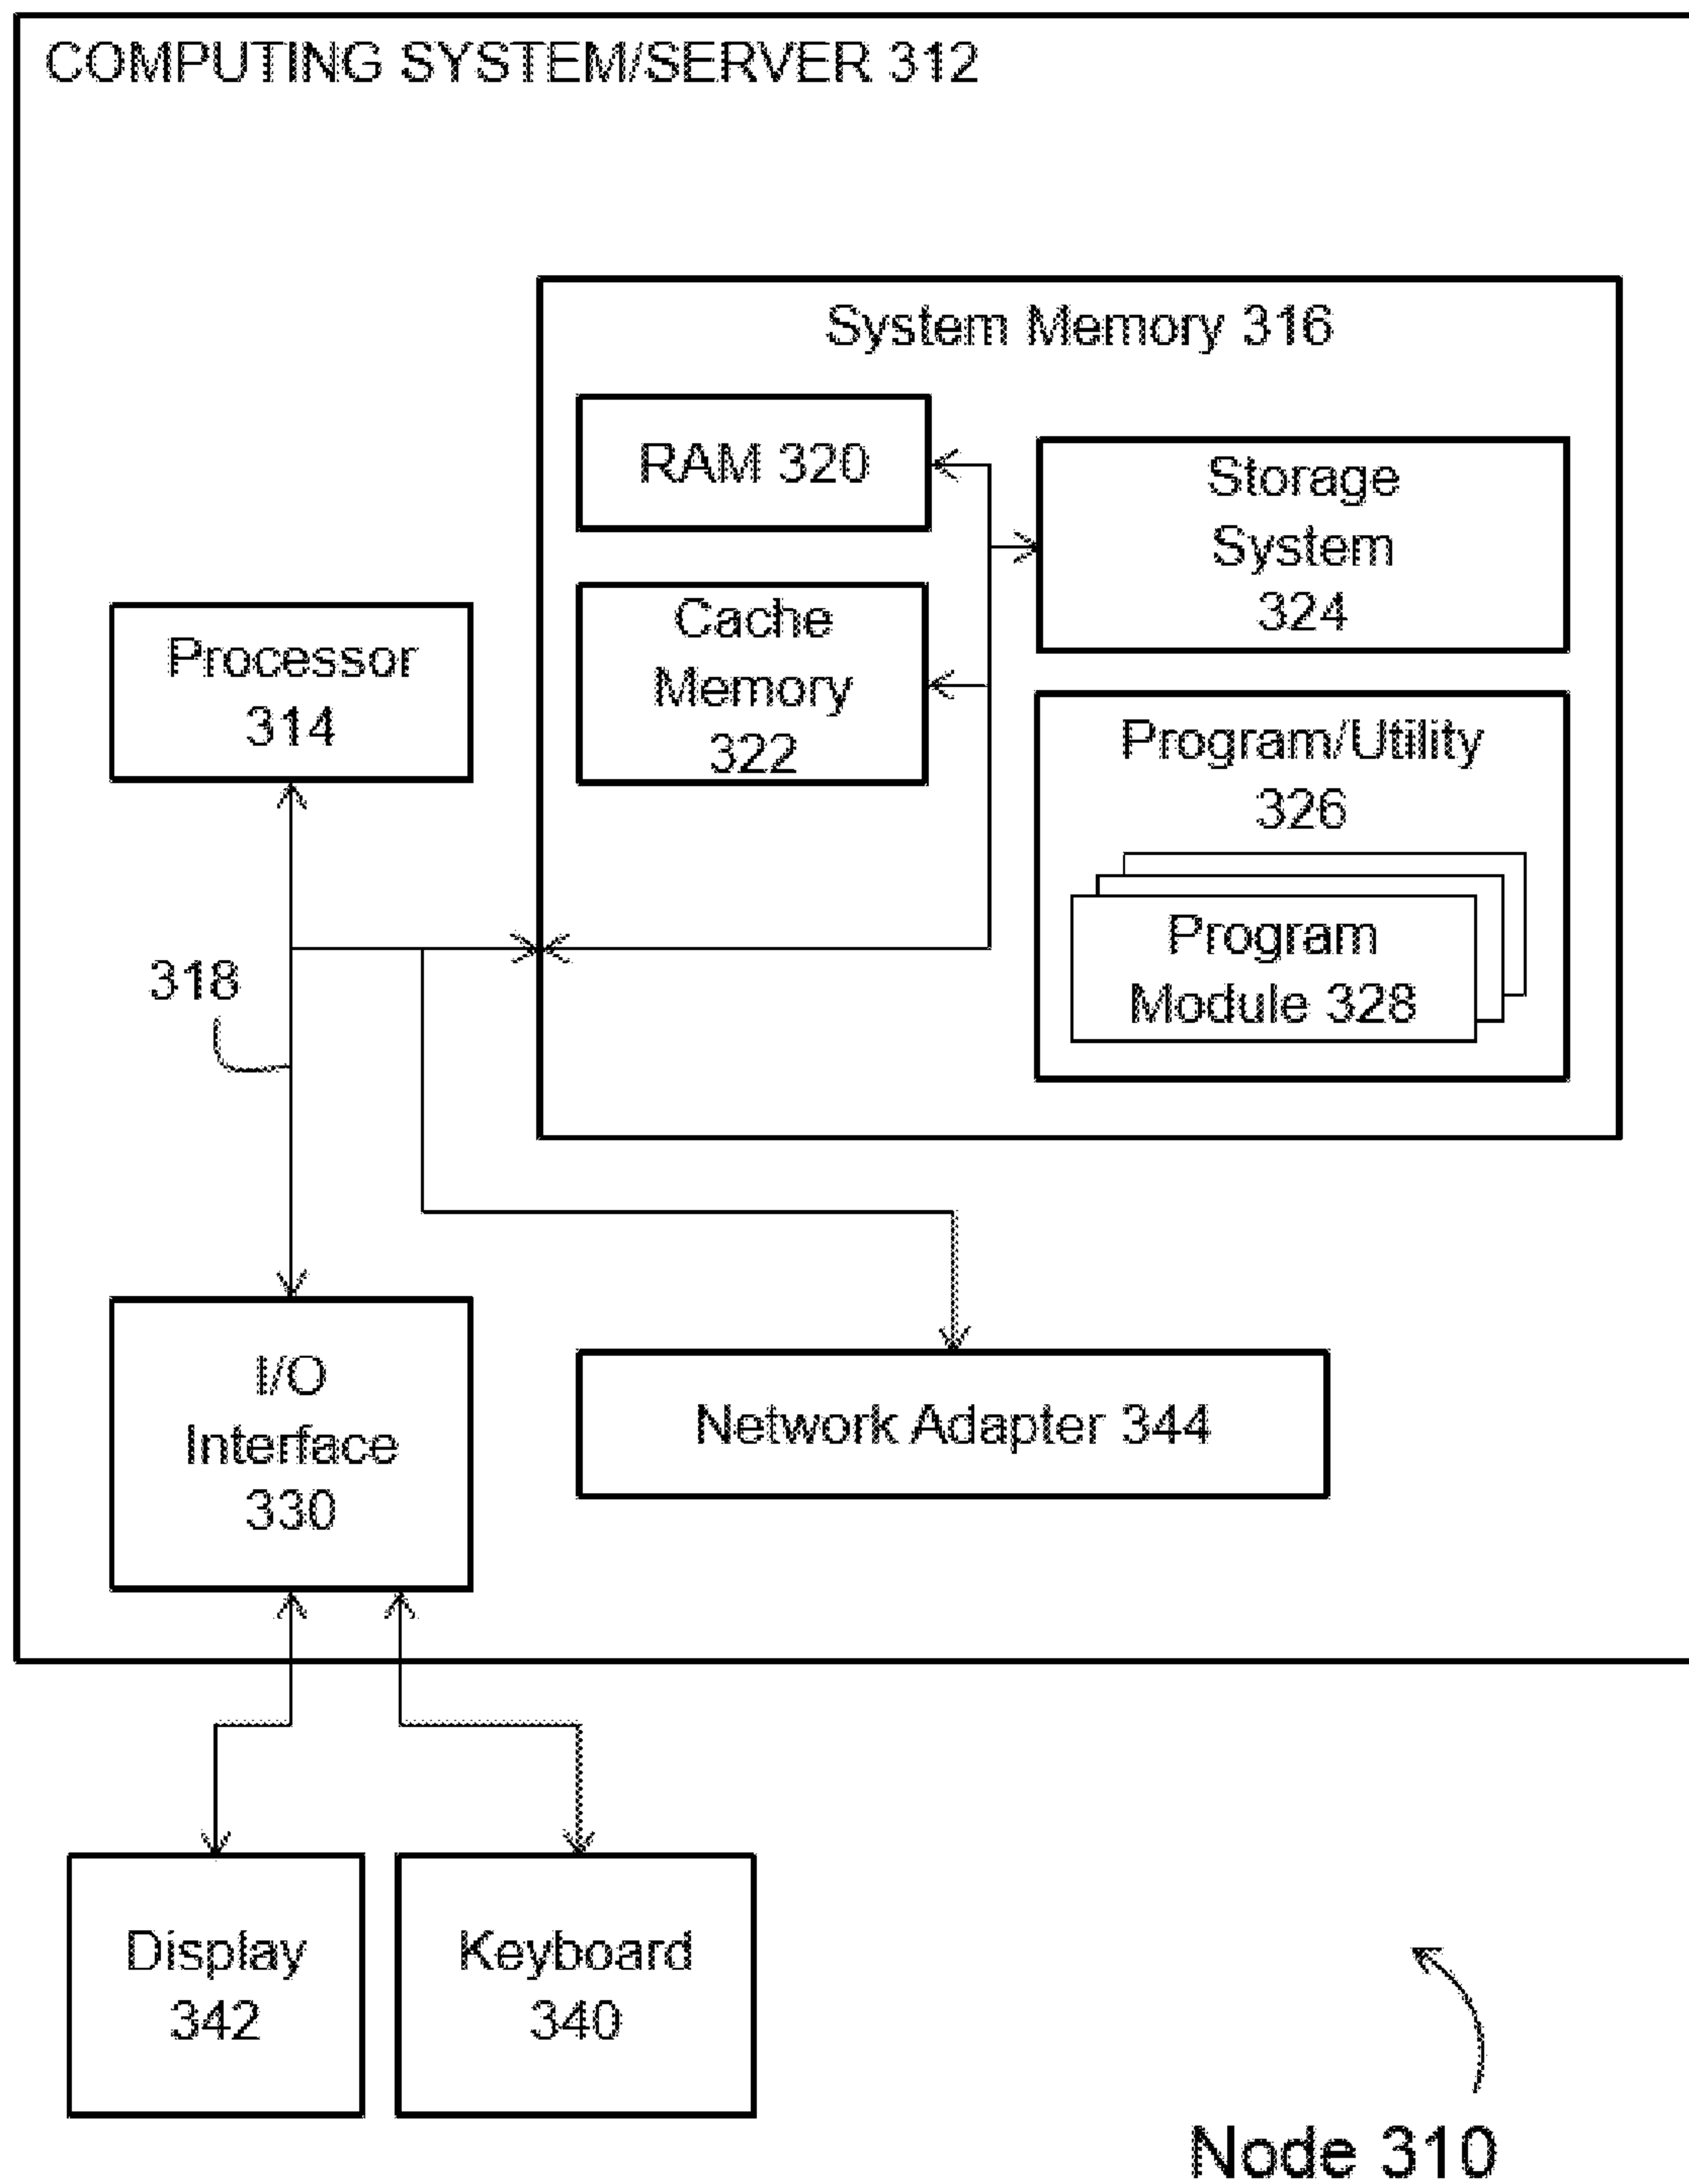 COMPUTING SYSTEM/SERVER 312
System Memory 316
RAM 320
Storage
System
324
Cache
Memory
322
Processor
314
Program/Utility
326
Program
Module 328
318
I/O
Interface
330
Network Adapter 344
Display
342
Keyboard
340
Node 310